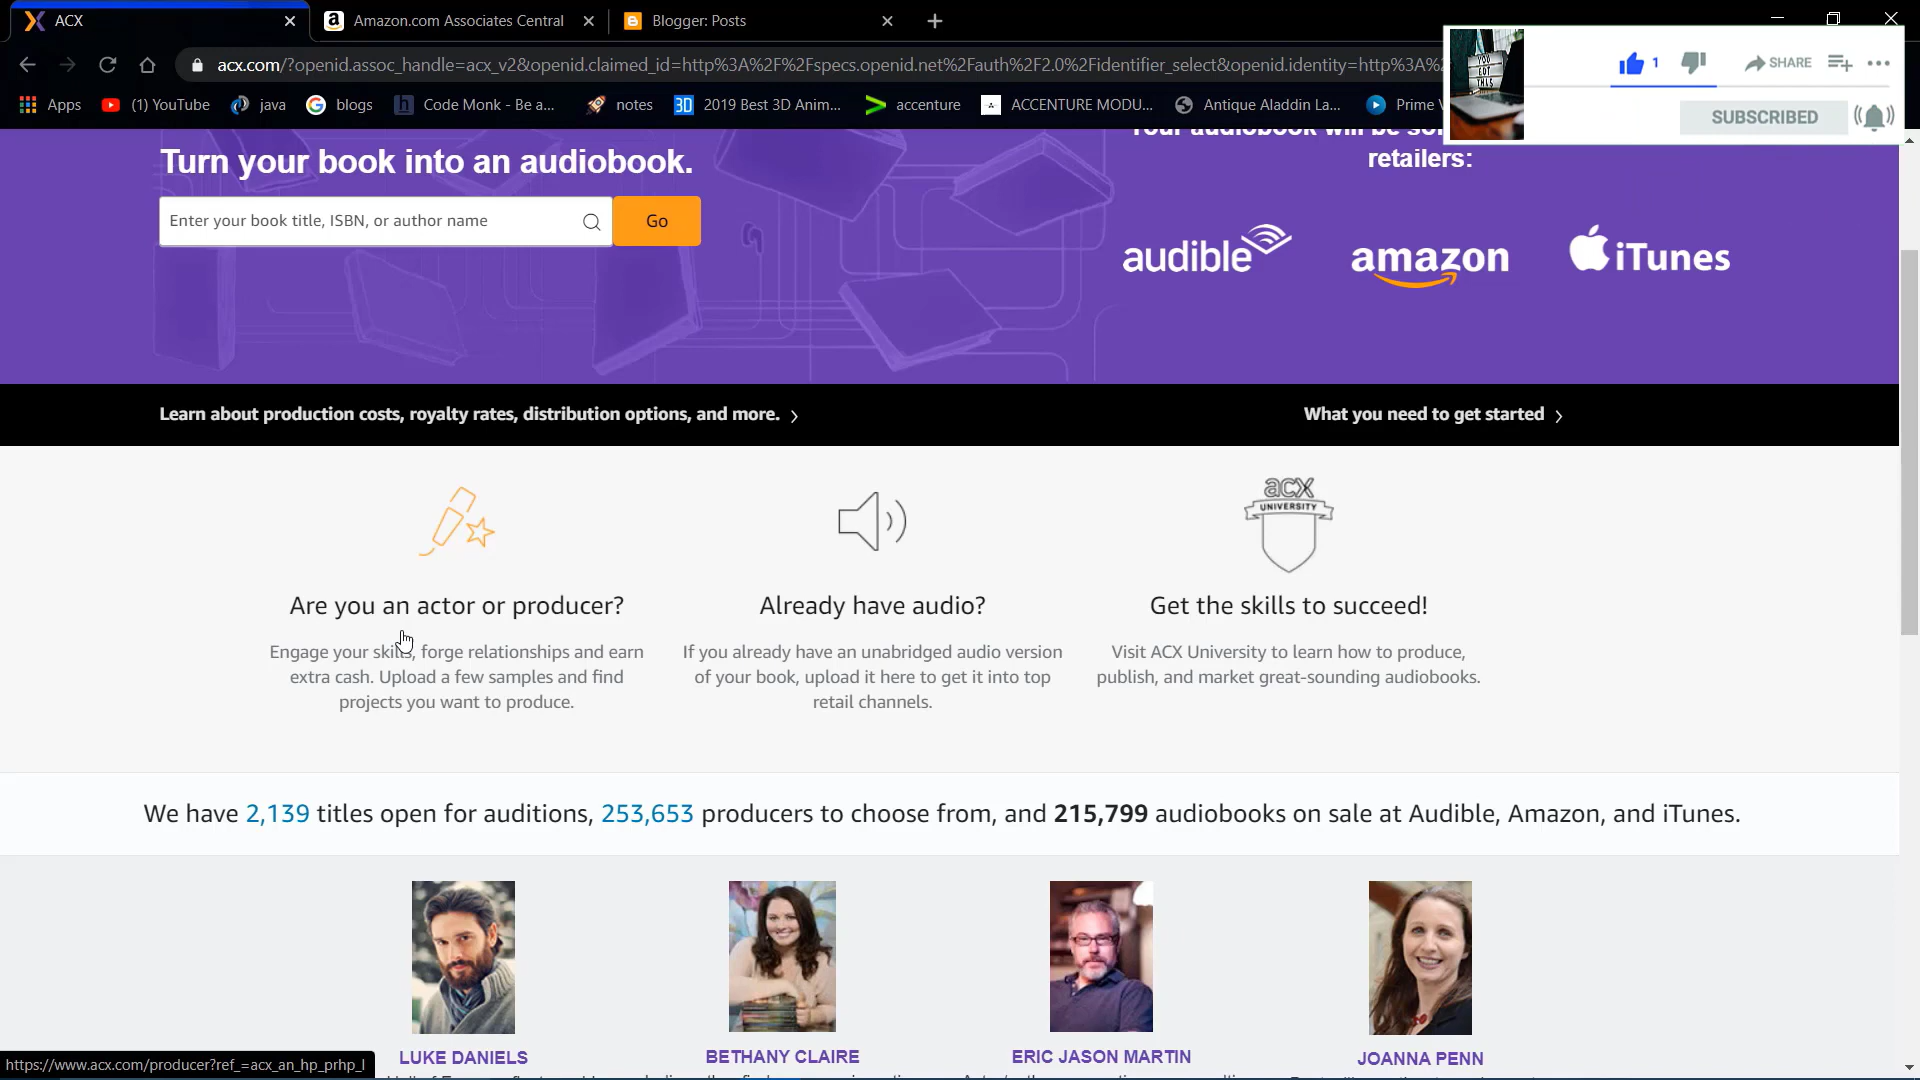 ACX
Amazon.com Associates Central
Blogger: Posts
acx.com/?openid.assoc_handle=acx_v2&openid.claimed_id=http%3A%2F%2Fspecs.openid.net%2Fauth%2F2.0%2Fidentifier_select&openid.identity=http%3A%2
1
SHARE
Apps
(1) YouTube
java
blogs
Code Monk - Be a...
notes
2019 Best 3D Anim...
accenture
ACCENTURE MODU...
Antique Aladdin La...
Prime V
YOU
GOT
THIS
SUBSCRIBED
Turn your book into an audiobook.
Your audiobook will be so
retailers:
Enter your book title, ISBN, or author name
Go
audible
amazon
iTunes
Learn about production costs, royalty rates, distribution options, and more.
What you need to get started
acx
UNIVERSITY
Are you an actor or producer?
Engage your skills, forge relationships and earn
extra cash. Upload a few samples and find
projects you want to produce.
Already have audio?
If you already have an unabridged audio version
of your book, upload it here to get it into top
retail channels.
Get the skills to succeed!
Visit ACX University to learn how to produce,
publish, and market great-sounding audiobooks.
We have 2,139 titles open for auditions, 253,653 producers to choose from, and 215,799 audiobooks on sale at Audible, Amazon, and iTunes.
LUKE DANIELS
BETHANY CLAIRE
ERIC JASON MARTIN
JOANNA PENN
https://www.acx.com/producer?ref_=acx_an_hp_prhp_l